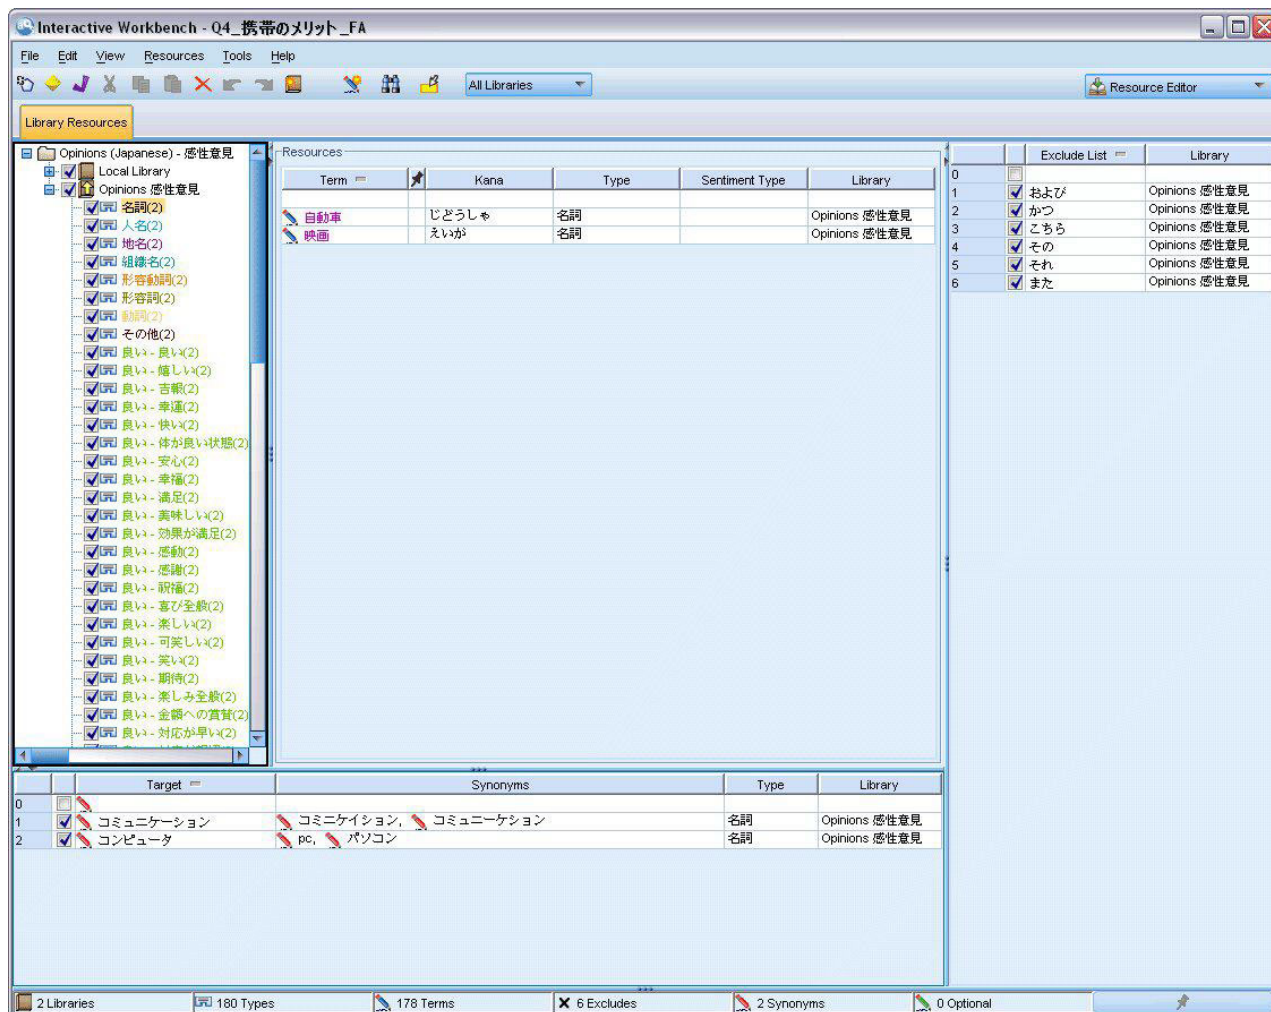 Interactive Workbench - Q4_携帯のメリット_FA
File Edit View Resources Tools Help
All Libraries
Resource Editor
Library Resources
Opinions (Japanese) - 感性意見
Local Library
Opinions 感性意見
名詞(2)
人名(2)
地名(2)
組織名(2)
形容動詞(2)
形容詞(2)
動詞(2)
その他(2)
良い - 良い(2)
良い - 嬉しい(2)
良い - 吉報(2)
良い - 幸運(2)
良い - 快い(2)
良い - 体が良い状態(2)
良い - 安心(2)
良い - 幸福(2)
良い - 満足(2)
良い - 美味しい(2)
良い - 効果が満足(2)
良い - 感動(2)
良い - 感謝(2)
良い - 祝福(2)
良い - 喜び全般(2)
良い - 楽しい(2)
良い - 可笑しい(2)
良い - 笑い(2)
良い - 期待(2)
良い - 楽しみ全般(2)
良い - 金額への賞賛(2)
良い - 対応が早い(2)
Resources
Term Kana Type Sentiment Type Library
自動車 じどうしゃ 名詞 Opinions 感性意見
映画 えいが 名詞 Opinions 感性意見
Exclude List Library
0
1 および Opinions 感性意見
2 かつ Opinions 感性意見
3 こちら Opinions 感性意見
4 その Opinions 感性意見
5 それ Opinions 感性意見
6 また Opinions 感性意見
Target Synonyms Type Library
0
1 コミュニケーション コミニケイション, コミュニーケション 名詞 Opinions 感性意見
2 コンピュータ pc, パソコン 名詞 Opinions 感性意見
2 Libraries 180 Types 178 Terms 6 Excludes 2 Synonyms 0 Optional